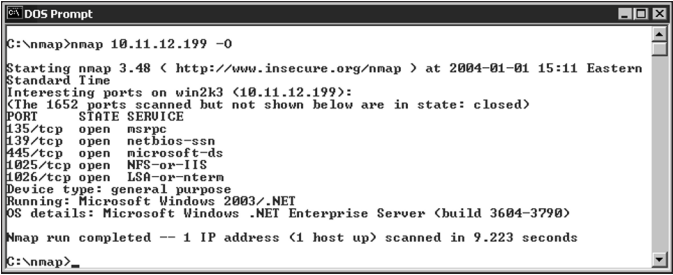 DOS Prompt
C:\nmap>nmap 10.11.12.199 -O
Starting nmap 3.48 ( http://www.insecure.org/nmap ) at 2004-01-01 15:11 Eastern
Standard Time
Interesting ports on win2k3 (10.11.12.199):
(The 1652 ports scanned but not shown below are in state: closed)
PORT STATE SERVICE
135/tcp open msrpc
139/tcp open netbios-ssn
445/tcp open microsoft-ds
1025/tcp open NFS-or-IIS
1026/tcp open LSA-or-nterm
Device type: general purpose
Running: Microsoft Windows 2003/.NET
OS details: Microsoft Windows .NET Enterprise Server (build 3604-3790)
Nmap run completed -- 1 IP address (1 host up) scanned in 9.223 seconds
C:\nmap>_